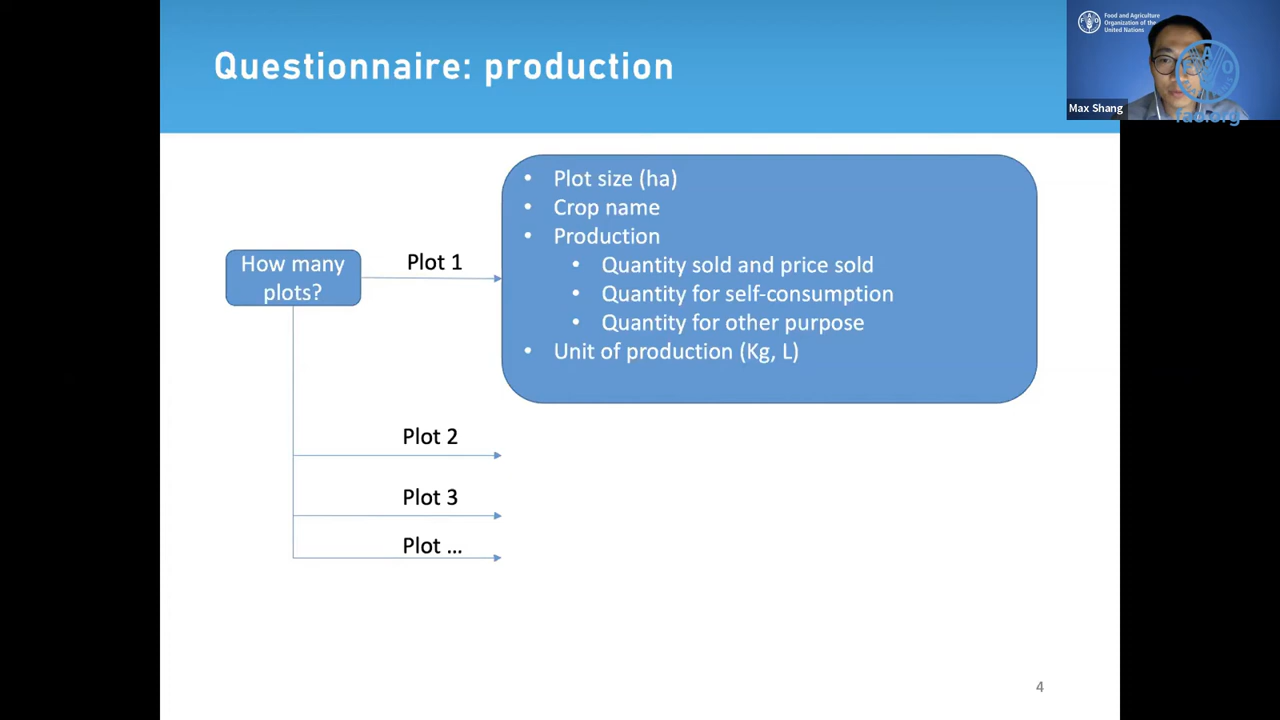 Questionnaire: production
Food and Agriculture
Organization of the
United Nations
Max Shang
fao.org
• Plot size (ha)
• Crop name
• Production
• Quantity sold and price sold
• Quantity for self-consumption
• Quantity for other purpose
• Unit of production (Kg, L)
How many
plots?
Plot 1
Plot 2
Plot 3
Plot ...
4